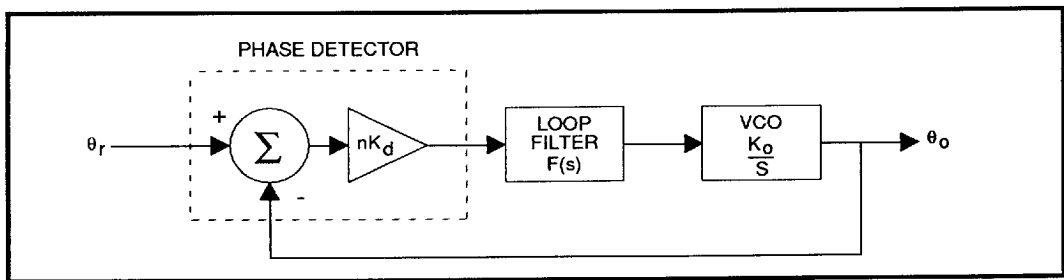 PHASE DETECTOR
θr
+
Σ
-
nKd
LOOP
FILTER
F(s)
VCO
Ko
S
θo